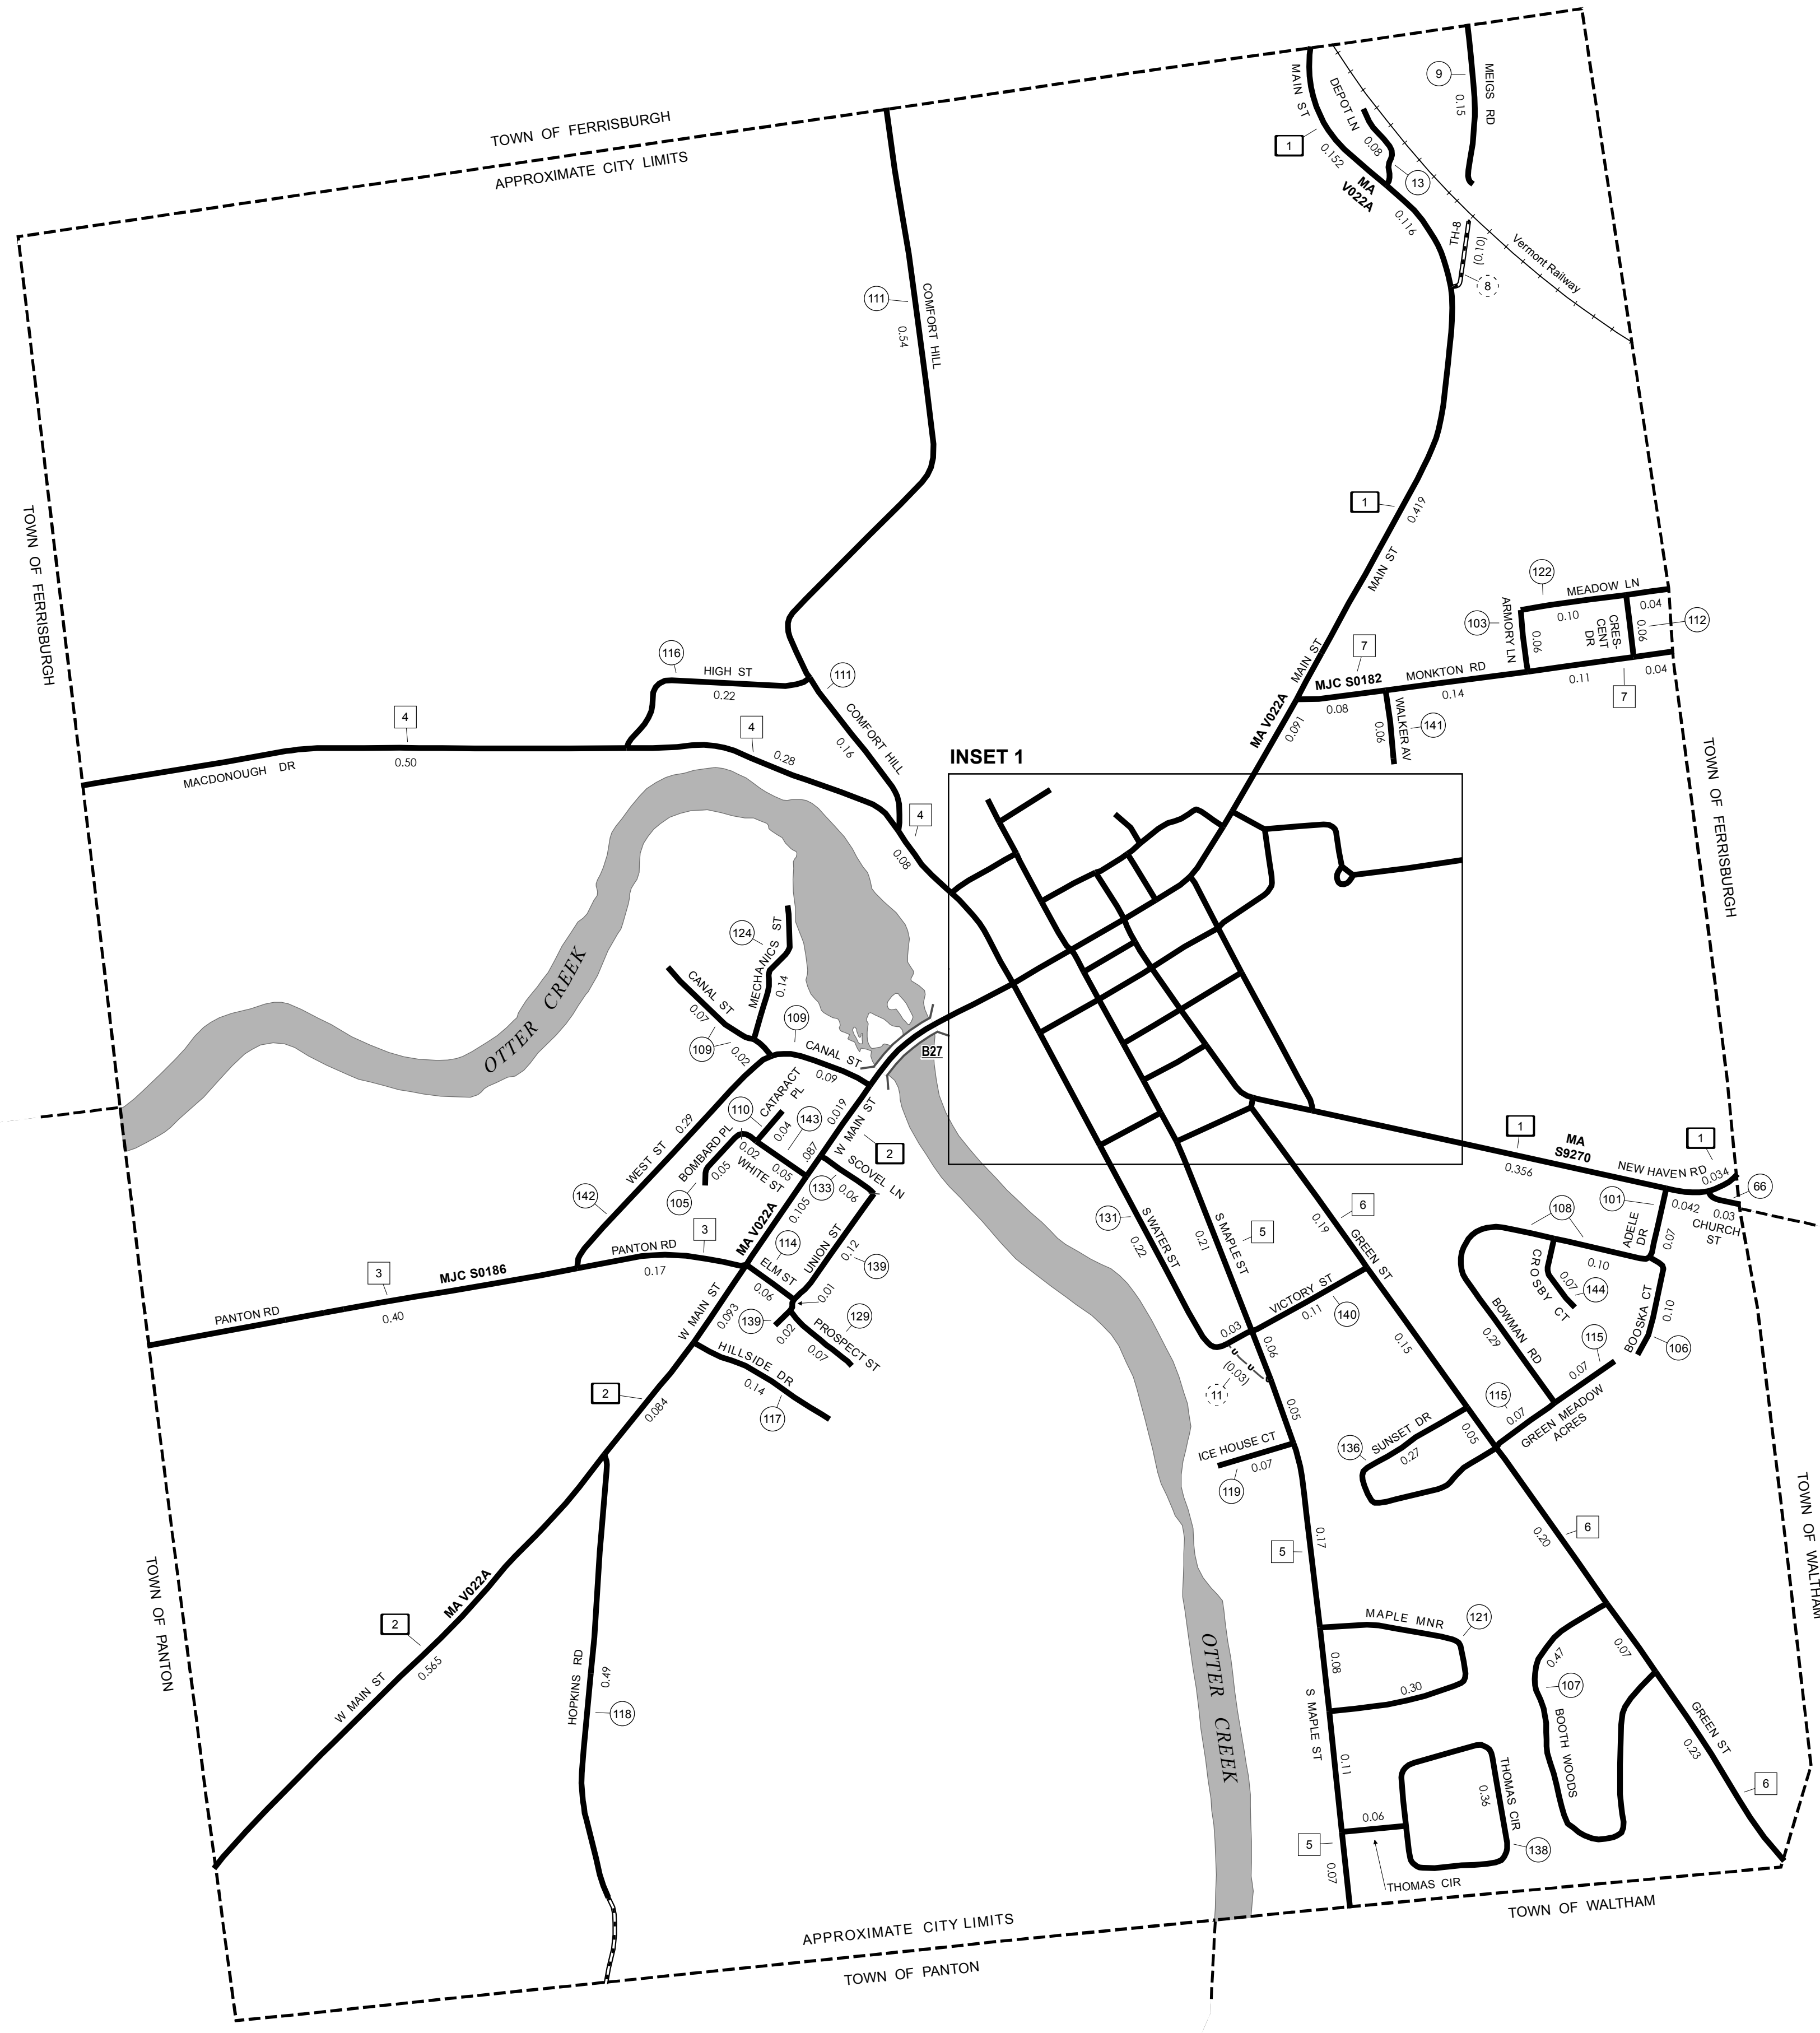 TOWN OF FERRISBURGH
APPROXIMATE CITY LIMITS
MAIN ST
DEPOT LN
0.08
13
1
0.152
MA
V022A
0.116
9
0.15
MEIGS RD
TH-8
(0.10)
8
Vermont Railway
111
0.54
COMFORT HILL
TOWN OF FERRISBURGH
1
0.419
MAIN ST
MAIN ST
MA V022A
0.091
7
MJC S0182
0.08
MONKTON RD
0.14
0.11
7
0.04
122
MEADOW LN
0.10
0.04
103
ARMORY LN
0.06
CRES-
CENT
DR
0.06
112
WALKER AV
0.06
141
116
HIGH ST
0.22
111
COMFORT HILL
0.16
4
0.50
MACDONOUGH DR
4
0.28
4
0.08
INSET 1
TOWN OF FERRISBURGH
OTTER CREEK
124
MECHANICS ST
0.14
CANAL ST
0.07
109
0.02
109
CANAL ST
0.09
B27
WEST ST
0.29
142
110
CATARACT
PL
0.04
143
BOMBARD PL
0.05
105
0.02
WHITE ST
0.05
0.019
.087
W MAIN ST
2
SCOVEL LN
0.06
133
0.105
MA V022A
UNION ST
0.12
139
114
ELM ST
0.06
0.01
139
0.02
129
PROSPECT ST
0.07
3
PANTON RD
0.17
3
MJC S0186
PANTON RD
0.40
W MAIN ST
0.093
HILLSIDE DR
0.14
117
2
0.084
1
MA
S9270
0.356
1
NEW HAVEN RD
0.034
66
101
0.042
0.03
CHURCH
ST
ADELE
DR
0.07
108
0.10
CROSBY CT
0.07
144
BOOSKA CT
0.10
106
BOWMAN RD
0.29
115
0.07
115
0.07
GREEN MEADOW
ACRES
131
S WATER ST
0.22
S MAPLE ST
0.21
5
6
0.19
GREEN ST
VICTORY ST
0.11
140
0.03
0.06
U
U
(0.03)
11
0.15
0.05
ICE HOUSE CT
0.07
119
136
SUNSET DR
0.27
0.05
TOWN OF WALTHAM
0.17
5
0.20
6
MAPLE MNR
121
0.08
0.30
S MAPLE ST
0.11
0.07
0.47
107
BOOTH WOODS
GREEN ST
0.23
6
THOMAS CIR
0.36
138
0.06
5
0.07
THOMAS CIR
OTTER CREEK
TOWN OF PANTON
2
MA V022A
W MAIN ST
0.565
HOPKINS RD
0.49
118
APPROXIMATE CITY LIMITS
TOWN OF PANTON
TOWN OF WALTHAM